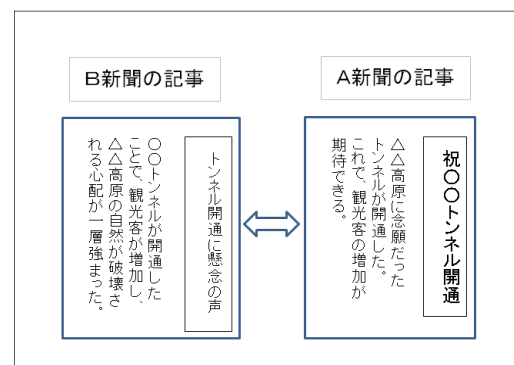 A新聞の記事
祝○○トンネル開通
△△高原に念願だった
トンネルが開通した。
これで、観光客の増加が
期待できる。
B新聞の記事
トンネル開通に懸念の声
○○トンネルが開通した
ことで、観光客が増加し、
△△高原の自然が破壊さ
れる心配が一層強まった。